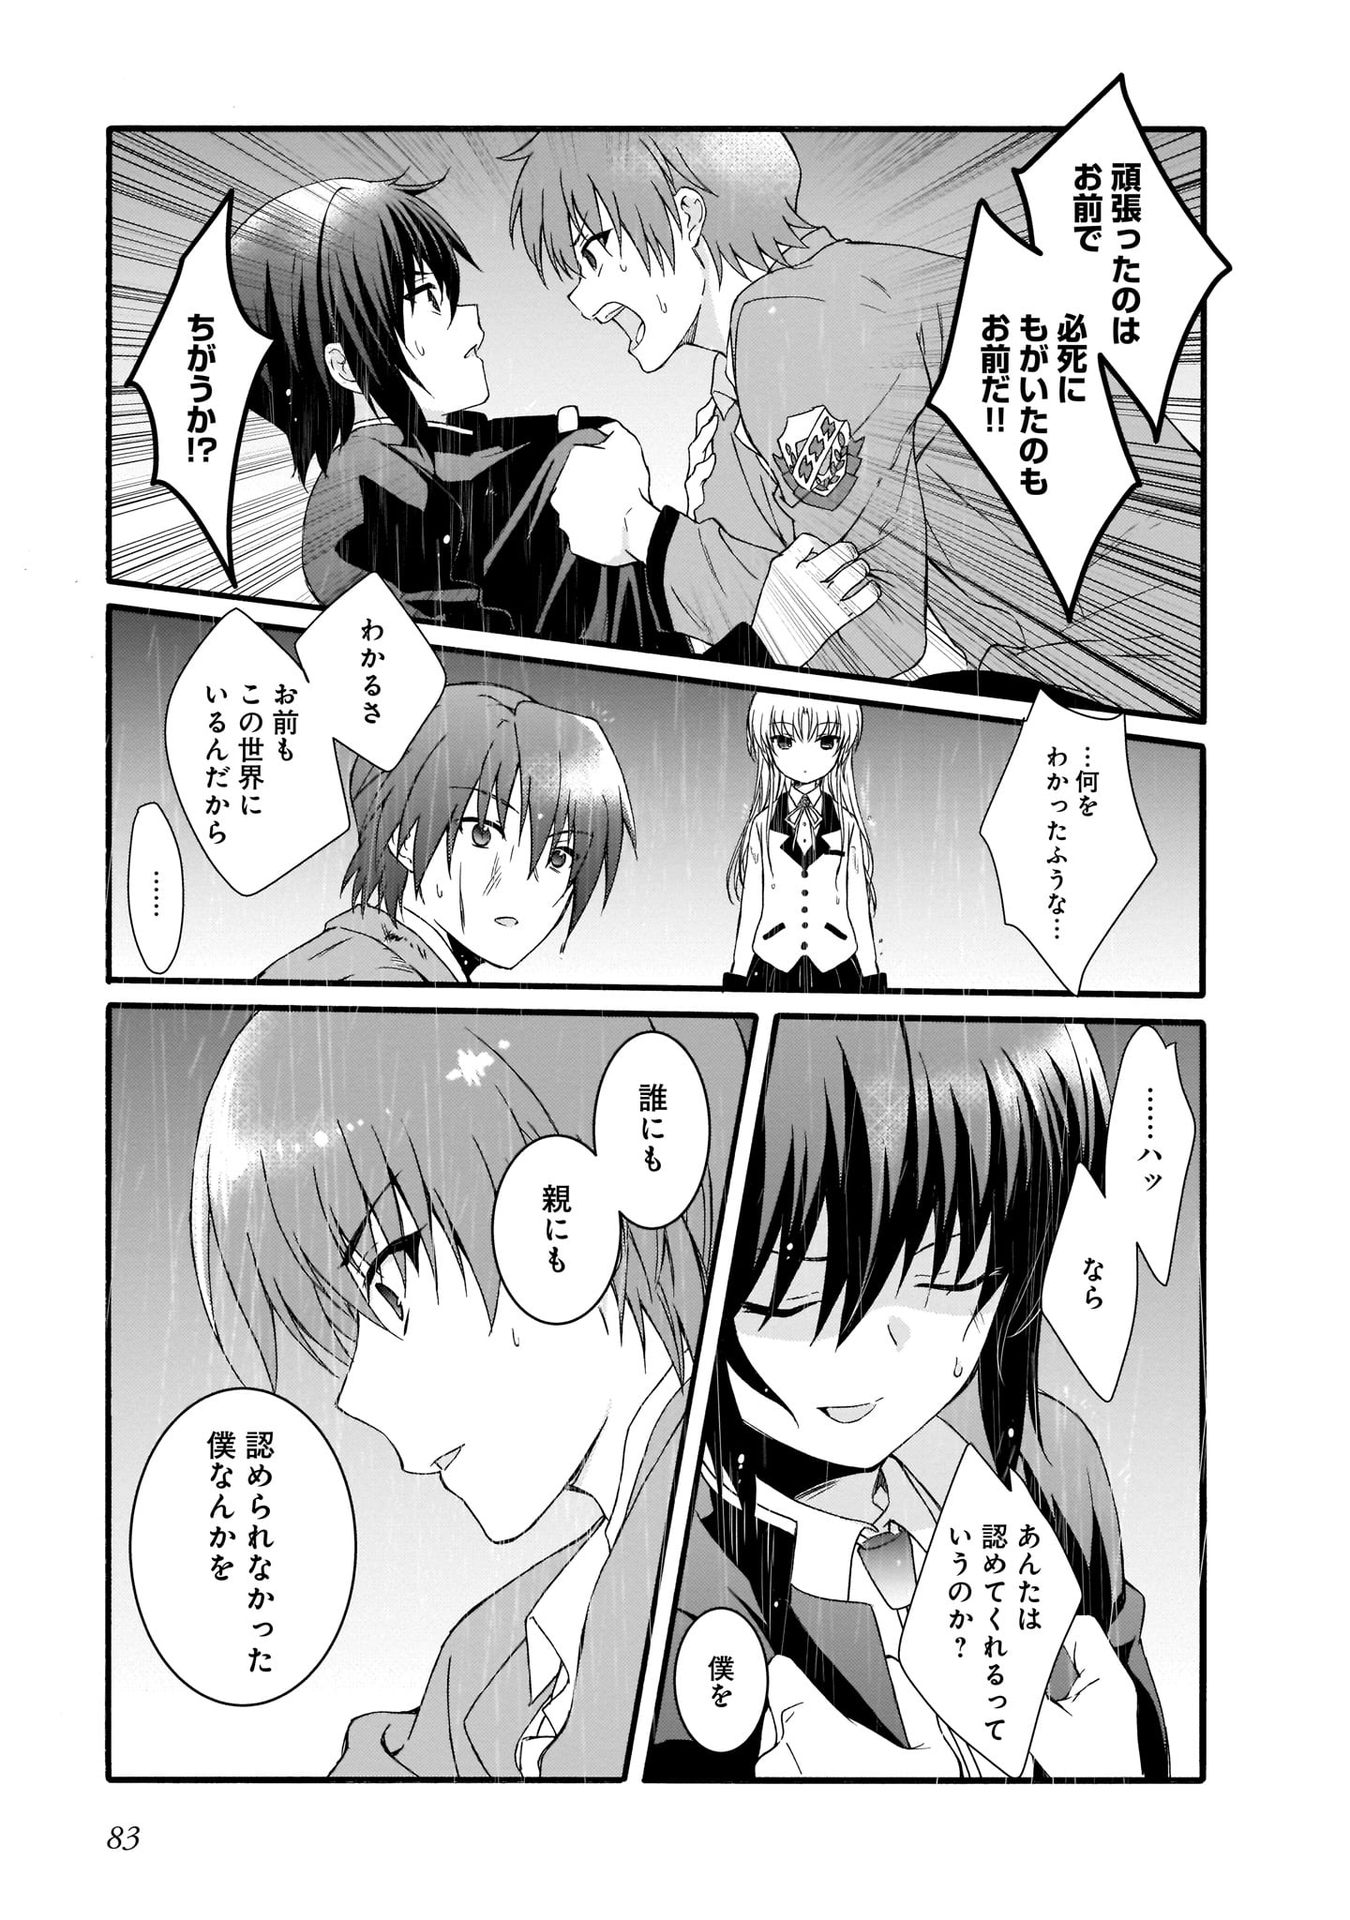 頑張ったのは
お前で
必死に
もがいたのも
お前だ!!
ちがうか!?
…何を
わかったふうな…
わかるさ
お前も
この世界に
いるんだから
……
……ハッ
なら
あんたは
認めてくれるって
いうのか？
僕を
誰にも
親にも
認められなかった
僕なんかを
83